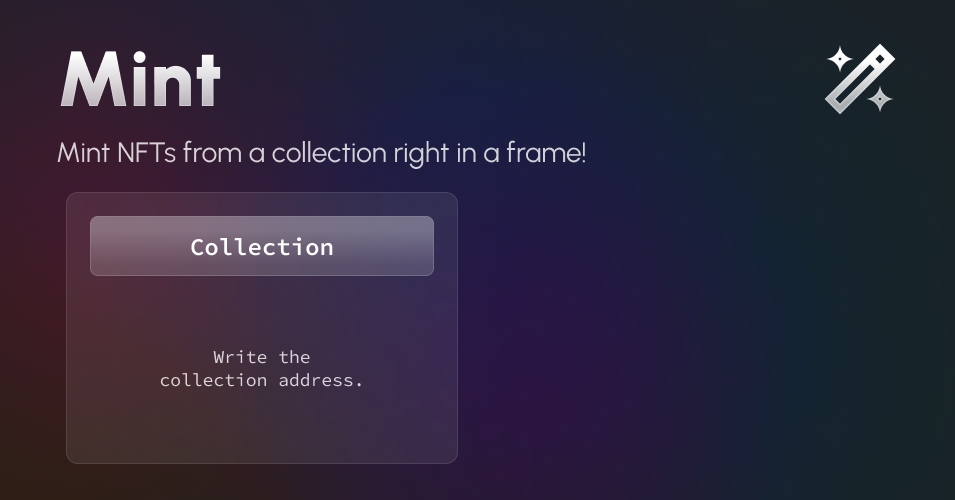 Mint
Mint NFTs from a collection right in a frame!
Collection
Write the
collection address.